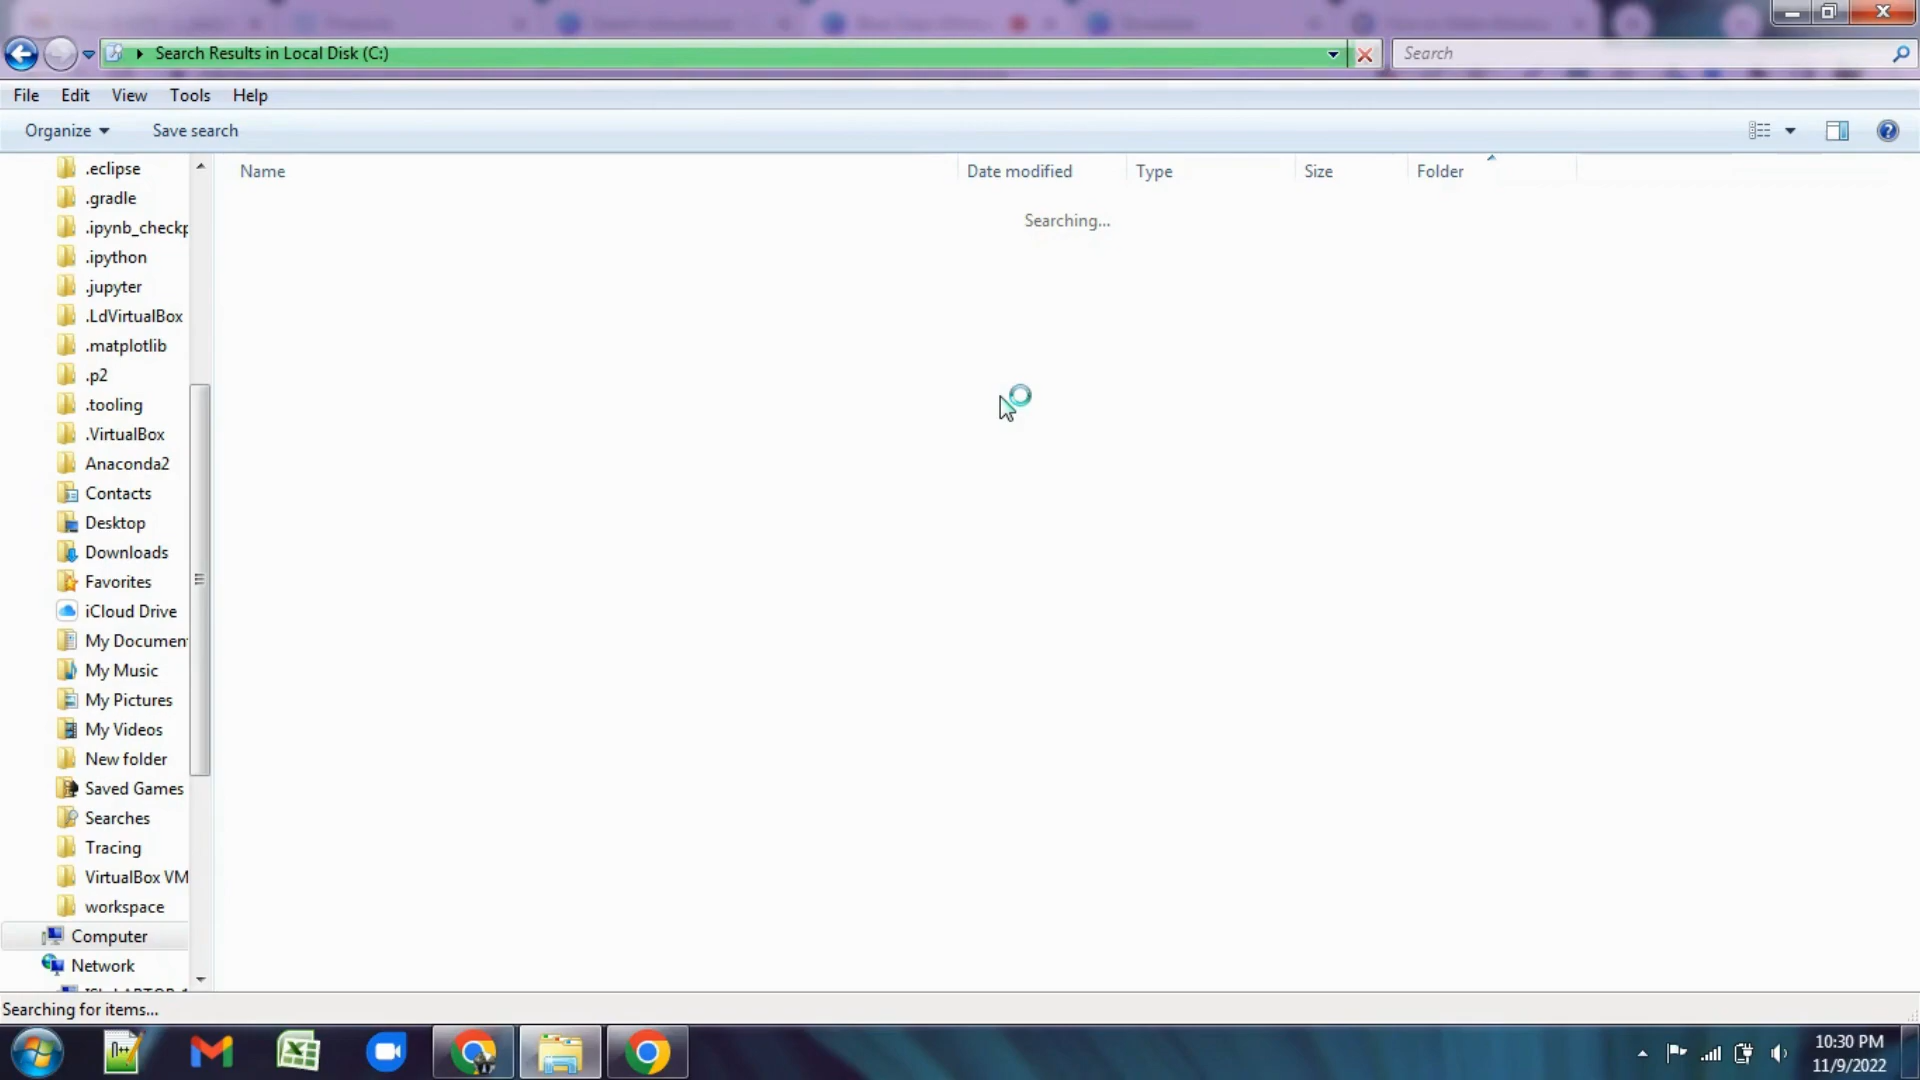 Search Results in Local Disk (C:)
Search
File Edit View Tools Help
Organize Save search
Name Date modified Type Size Folder
Searching...
.eclipse
.gradle
.ipynb_checkp
.ipython
.jupyter
.LdVirtualBox
.matplotlib
.p2
.tooling
.VirtualBox
Anaconda2
Contacts
Desktop
Downloads
Favorites
iCloud Drive
My Documen
My Music
My Pictures
My Videos
New folder
Saved Games
Searches
Tracing
VirtualBox VM
workspace
Computer
Network
Searching for items...
10:30 PM
11/9/2022